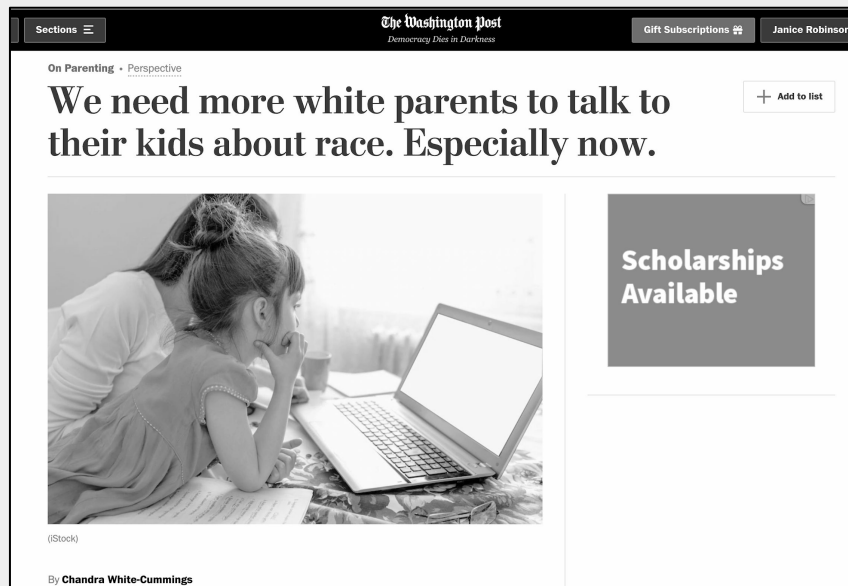 The Washington Post
Democracy Dies in Darkness
Sections
Gift Subscriptions
Janice Robinson
On Parenting • Perspective
We need more white parents to talk to
their kids about race. Especially now.
Add to list
Scholarships
Available
(iStock)
By Chandra White-Cummings